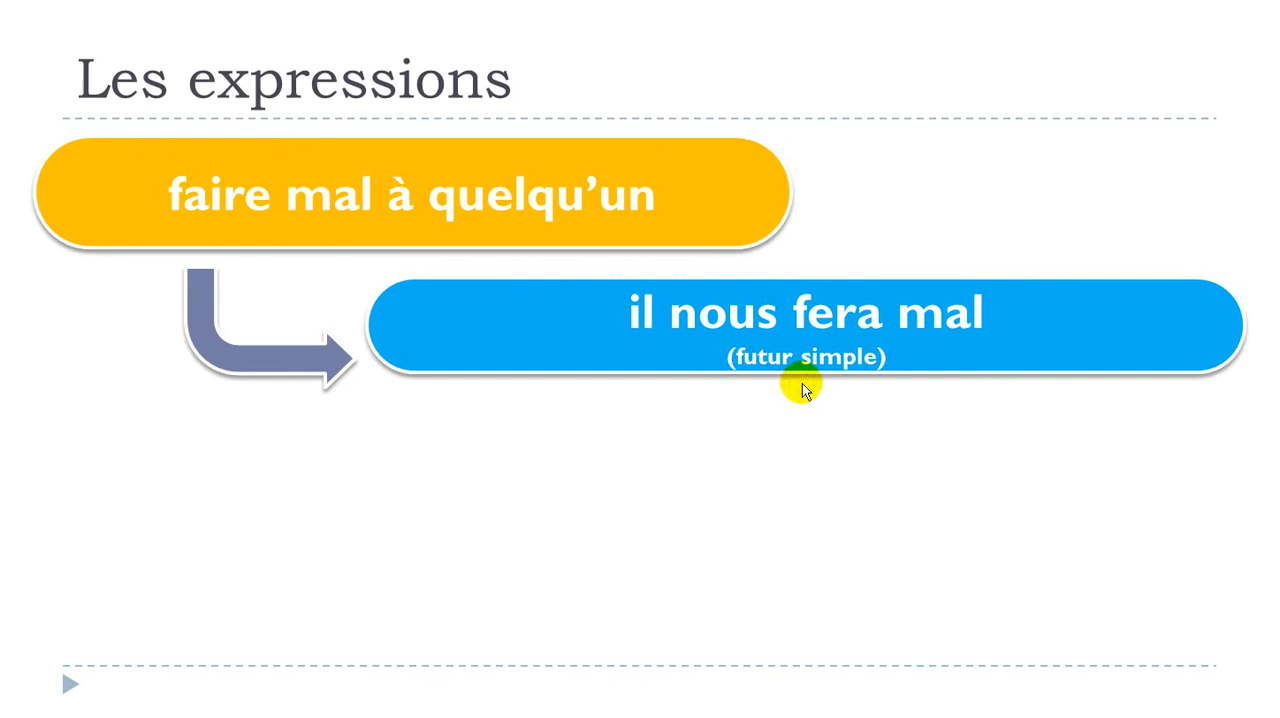 Les expressions
faire mal à quelqu’un
il nous fera mal
(futur simple)